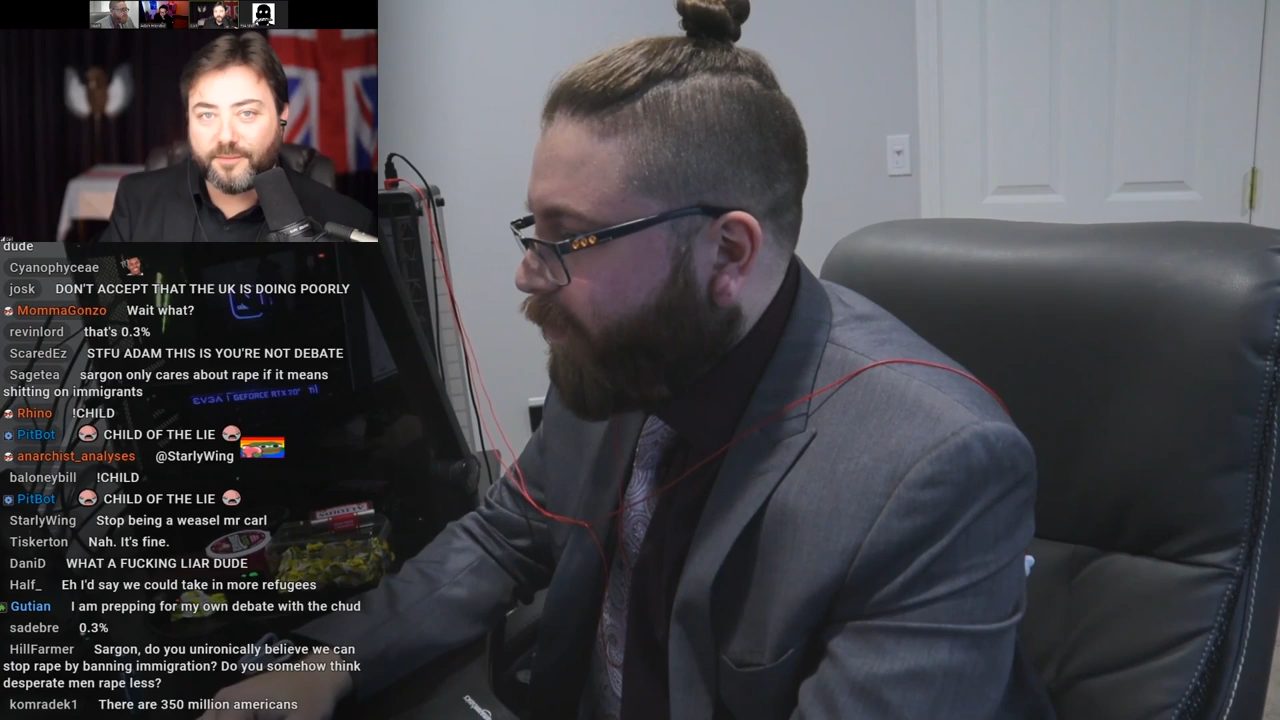 dude
Cyanophyceae
josk DON'T ACCEPT THAT THE UK IS DOING POORLY
MommaGonzo Wait what?
revinlord that's 0.3%
ScaredEz STFU ADAM THIS IS YOU'RE NOT DEBATE
Sagetea sargon only cares about rape if it means
shitting on immigrants
Rhino !CHILD
PitBot CHILD OF THE LIE
anarchist_analyses @StarlyWing
baloneybill !CHILD
PitBot CHILD OF THE LIE
StarlyWing Stop being a weasel mr carl
Tiskerton Nah. It's fine.
DaniD WHAT A FUCKING LIAR DUDE
Half_ Eh I'd say we could take in more refugees
Gutian I am prepping for my own debate with the chud
sadebre 0.3%
HillFarmer Sargon, do you unironically believe we can
stop rape by banning immigration? Do you somehow think
desperate men rape less?
komradek1 There are 350 million americans
EVGA GEFORCE RTX